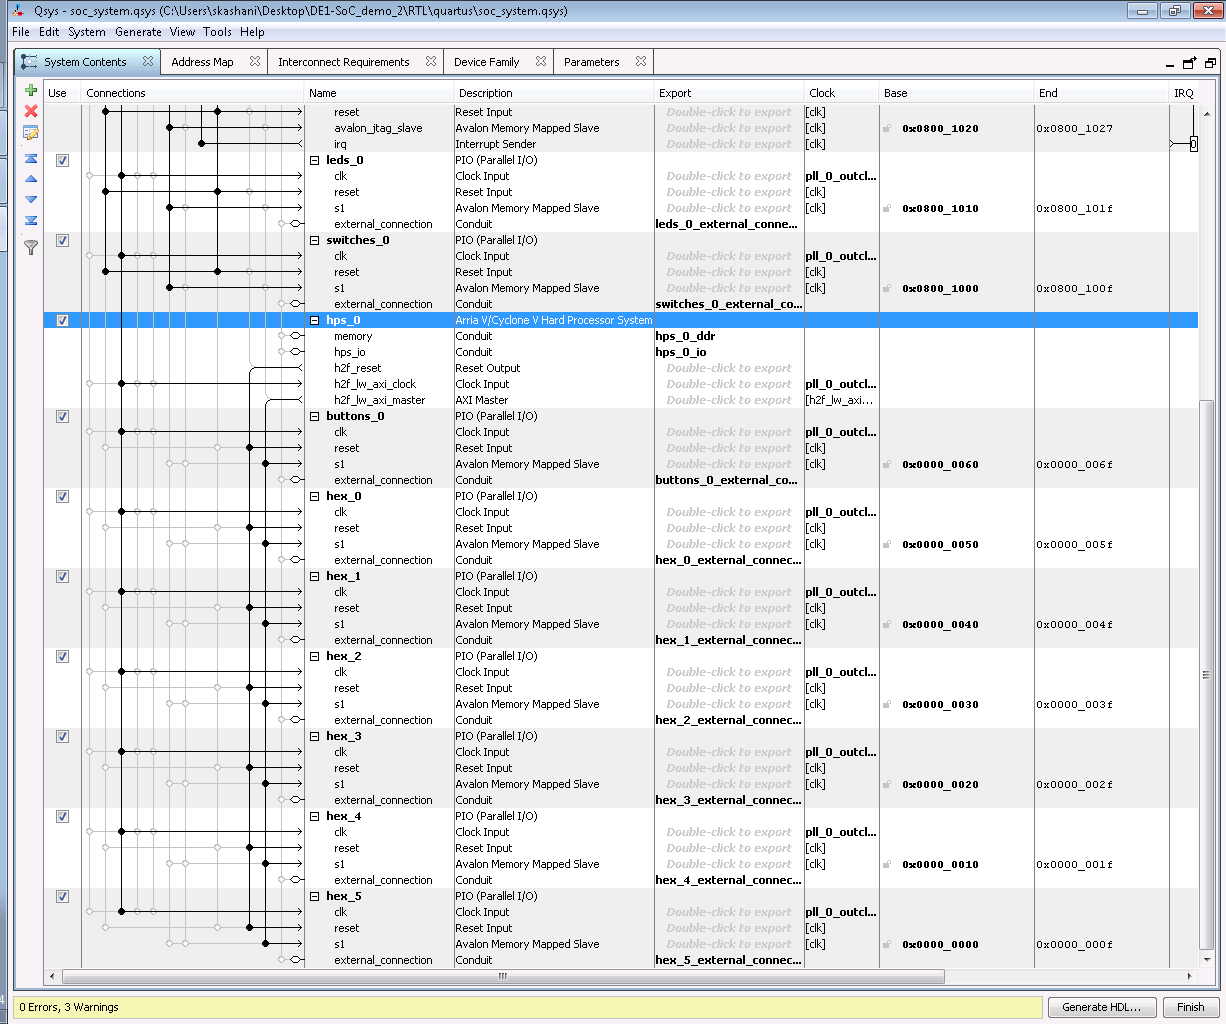 Qsys - soc_system.qsys (C:\Users\skashani\Desktop\DE1-SoC_demo_2\RTL\quartus\soc_system.qsys)
File Edit System Generate View Tools Help
System Contents Address Map Interconnect Requirements Device Family Parameters
Use Connections Name Description Export Clock Base End IRQ
reset Reset Input Double-click to export [clk]
avalon_jtag_slave Avalon Memory Mapped Slave Double-click to export [clk] 0x0800_1020 0x0800_1027
irq Interrupt Sender Double-click to export [clk] 0
leds_0 PIO (Parallel I/O)
clk Clock Input Double-click to export pll_0_outcl...
reset Reset Input Double-click to export [clk]
s1 Avalon Memory Mapped Slave Double-click to export [clk] 0x0800_1010 0x0800_101f
external_connection Conduit leds_0_external_conne...
switches_0 PIO (Parallel I/O)
clk Clock Input Double-click to export pll_0_outcl...
reset Reset Input Double-click to export [clk]
s1 Avalon Memory Mapped Slave Double-click to export [clk] 0x0800_1000 0x0800_100f
external_connection Conduit switches_0_external_co...
hps_0 Arria V/Cyclone V Hard Processor System
memory Conduit hps_0_ddr
hps_io Conduit hps_0_io
h2f_reset Reset Output Double-click to export
h2f_lw_axi_clock Clock Input Double-click to export pll_0_outcl...
h2f_lw_axi_master AXI Master Double-click to export [h2f_lw_axi...
buttons_0 PIO (Parallel I/O)
clk Clock Input Double-click to export pll_0_outcl...
reset Reset Input Double-click to export [clk]
s1 Avalon Memory Mapped Slave Double-click to export [clk] 0x0000_0060 0x0000_006f
external_connection Conduit buttons_0_external_co...
hex_0 PIO (Parallel I/O)
clk Clock Input Double-click to export pll_0_outcl...
reset Reset Input Double-click to export [clk]
s1 Avalon Memory Mapped Slave Double-click to export [clk] 0x0000_0050 0x0000_005f
external_connection Conduit hex_0_external_connec...
hex_1 PIO (Parallel I/O)
clk Clock Input Double-click to export pll_0_outcl...
reset Reset Input Double-click to export [clk]
s1 Avalon Memory Mapped Slave Double-click to export [clk] 0x0000_0040 0x0000_004f
external_connection Conduit hex_1_external_connec...
hex_2 PIO (Parallel I/O)
clk Clock Input Double-click to export pll_0_outcl...
reset Reset Input Double-click to export [clk]
s1 Avalon Memory Mapped Slave Double-click to export [clk] 0x0000_0030 0x0000_003f
external_connection Conduit hex_2_external_connec...
hex_3 PIO (Parallel I/O)
clk Clock Input Double-click to export pll_0_outcl...
reset Reset Input Double-click to export [clk]
s1 Avalon Memory Mapped Slave Double-click to export [clk] 0x0000_0020 0x0000_002f
external_connection Conduit hex_3_external_connec...
hex_4 PIO (Parallel I/O)
clk Clock Input Double-click to export pll_0_outcl...
reset Reset Input Double-click to export [clk]
s1 Avalon Memory Mapped Slave Double-click to export [clk] 0x0000_0010 0x0000_001f
external_connection Conduit hex_4_external_connec...
hex_5 PIO (Parallel I/O)
clk Clock Input Double-click to export pll_0_outcl...
reset Reset Input Double-click to export [clk]
s1 Avalon Memory Mapped Slave Double-click to export [clk] 0x0000_0000 0x0000_000f
external_connection Conduit hex_5_external_connec...
0 Errors, 3 Warnings Generate HDL... Finish